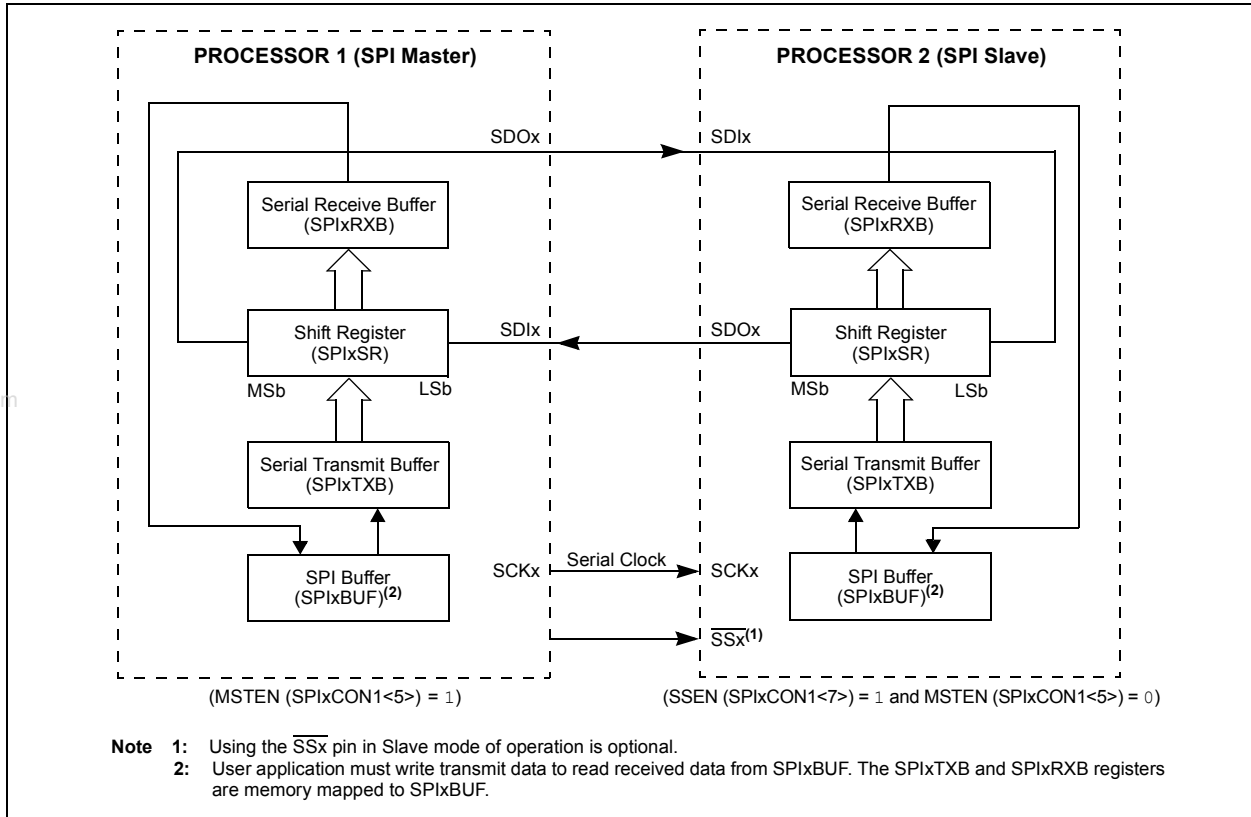 PROCESSOR 1 (SPI Master)
PROCESSOR 2 (SPI Slave)
SDOx
SDIx
Serial Receive Buffer
(SPIxRXB)
Serial Receive Buffer
(SPIxRXB)
Shift Register
(SPIxSR)
SDIx
SDOx
Shift Register
(SPIxSR)
MSb
LSb
MSb
LSb
m
Serial Transmit Buffer
(SPIxTXB)
Serial Transmit Buffer
(SPIxTXB)
SPI Buffer
(SPIxBUF)(2)
SCKx
Serial Clock
SCKx
SPI Buffer
(SPIxBUF)(2)
SSx(1)
(MSTEN (SPIxCON1<5>) = 1)
(SSEN (SPIxCON1<7>) = 1 and MSTEN (SPIxCON1<5>) = 0)
Note 1: Using the SSx pin in Slave mode of operation is optional.
2: User application must write transmit data to read received data from SPIxBUF. The SPIxTXB and SPIxRXB registers
are memory mapped to SPIxBUF.